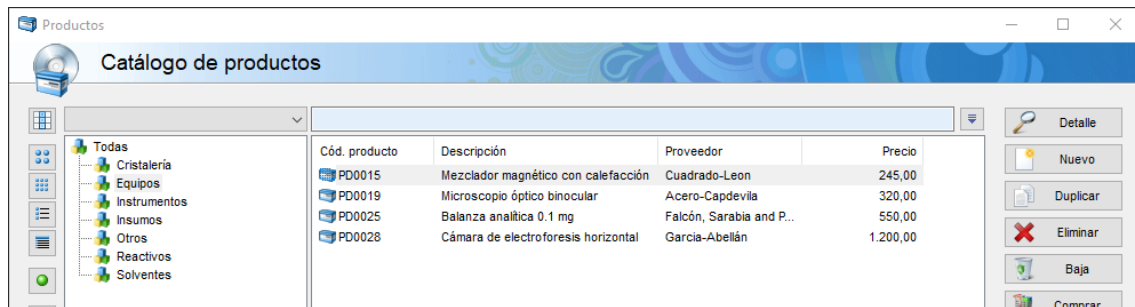 Productos
Catálogo de productos
Detalle
Todas
Cód. producto Descripción Proveedor Precio
Nuevo
Cristalería
PD0015 Mezclador magnético con calefacción Cuadrado-Leon 245,00
Equipos
PD0019 Microscopio óptico binocular Acero-Capdevila 320,00
Duplicar
Instrumentos
PD0025 Balanza analítica 0.1 mg Falcón, Sarabia and P... 550,00
Insumos
PD0028 Cámara de electroforesis horizontal Garcia-Abellán 1.200,00
Eliminar
Otros
Reactivos
Baja
Solventes
Comprar